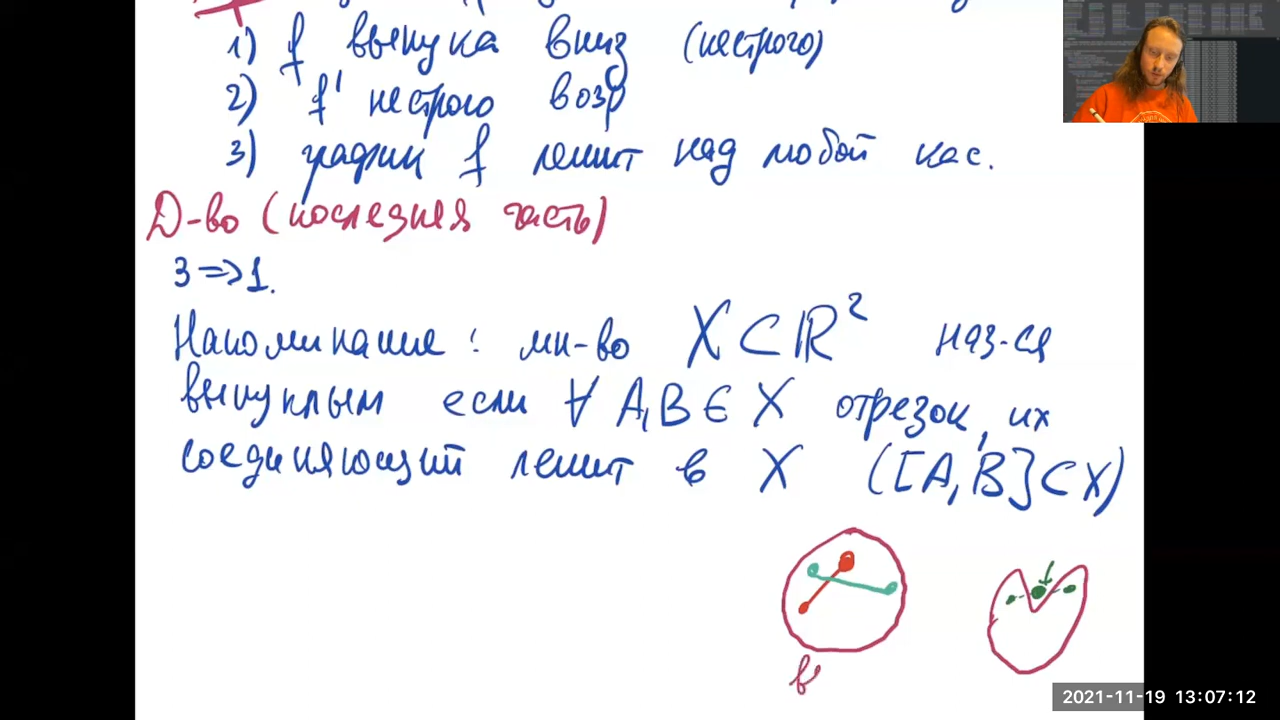 1) f выпукла вниз (нестрого)
2) f' нестрого возр
3) график f лежит над любой кас.
Д-во (последняя часть)
3 => 1.
Напоминание: мн-во X ⊂ ℝ² наз-ся
выпуклым если ∀ A, B ∈ X отрезок, их
соединяющий лежит в X ([A, B] ⊂ X)
в
2021-11-19 13:07:12